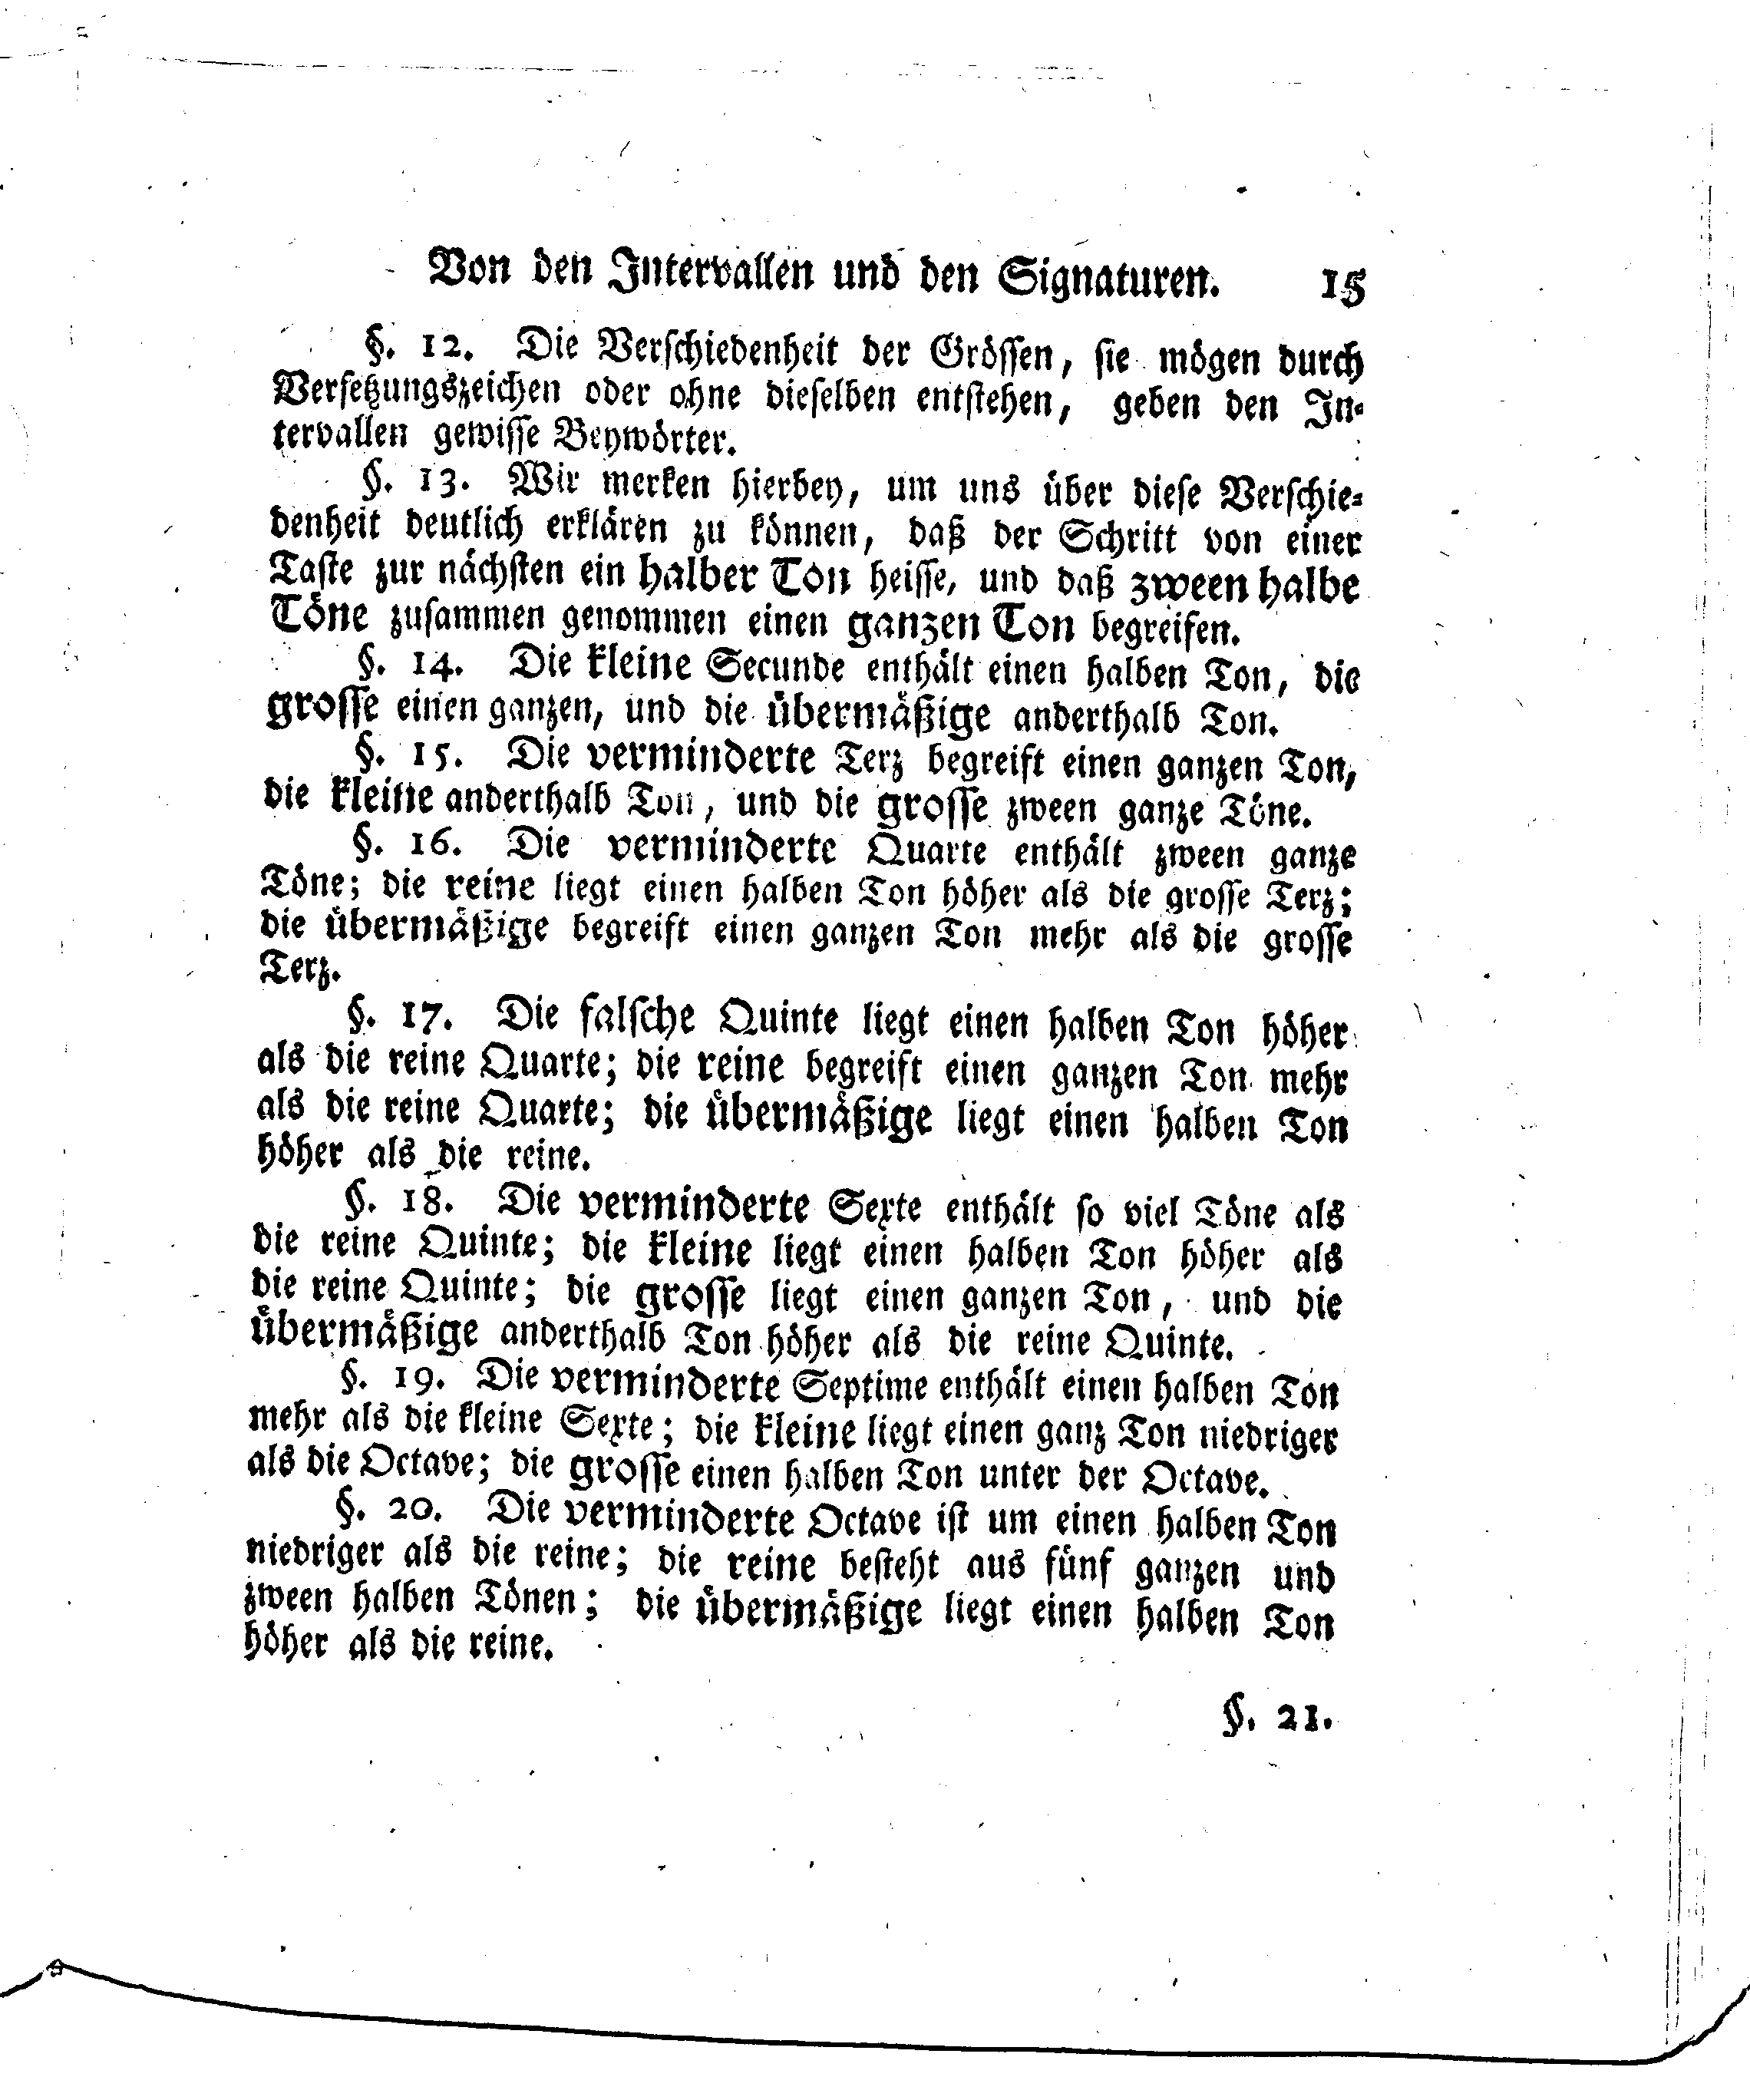 Von den Intervallen und den Signaturen. 15
§. 12. Die Verschiedenheit der Grössen, sie mögen durch
Versetzungszeichen oder ohne dieselben entstehen, geben den In-
tervallen gewisse Beywörter.
§. 13. Wir merken hierbey, um uns über diese Verschie-
denheit deutlich erklären zu können, daß der Schritt von einer
Taste zur nächsten ein halber Ton heisse, und daß zween halbe
Töne zusammen genommen einen ganzen Ton begreifen.
§. 14. Die kleine Secunde enthält einen halben Ton, die
grosse einen ganzen, und die übermäßige anderthalb Ton.
§. 15. Die verminderte Terz begreift einen ganzen Ton,
die kleine anderthalb Ton, und die grosse zween ganze Töne.
§. 16. Die verminderte Quarte enthält zween ganze
Töne; die reine liegt einen halben Ton höher als die grosse Terz;
die übermäßige begreift einen ganzen Ton mehr als die grosse
Terz.
§. 17. Die falsche Quinte liegt einen halben Ton höher
als die reine Quarte; die reine begreift einen ganzen Ton mehr
als die reine Quarte; die übermäßige liegt einen halben Ton
höher als die reine.
§. 18. Die verminderte Sexte enthält so viel Töne als
die reine Quinte; die kleine liegt einen halben Ton höher als
die reine Quinte; die grosse liegt einen ganzen Ton, und die
übermäßige anderthalb Ton höher als die reine Quinte.
§. 19. Die verminderte Septime enthält einen halben Ton
mehr als die kleine Sexte; die kleine liegt einen ganz Ton niedriger
als die Octave; die grosse einen halben Ton unter der Octave.
§. 20. Die verminderte Octave ist um einen halben Ton
niedriger als die reine; die reine besteht aus fünf ganzen und
zween halben Tönen; die übermäßige liegt einen halben Ton
höher als die reine.
§. 21.